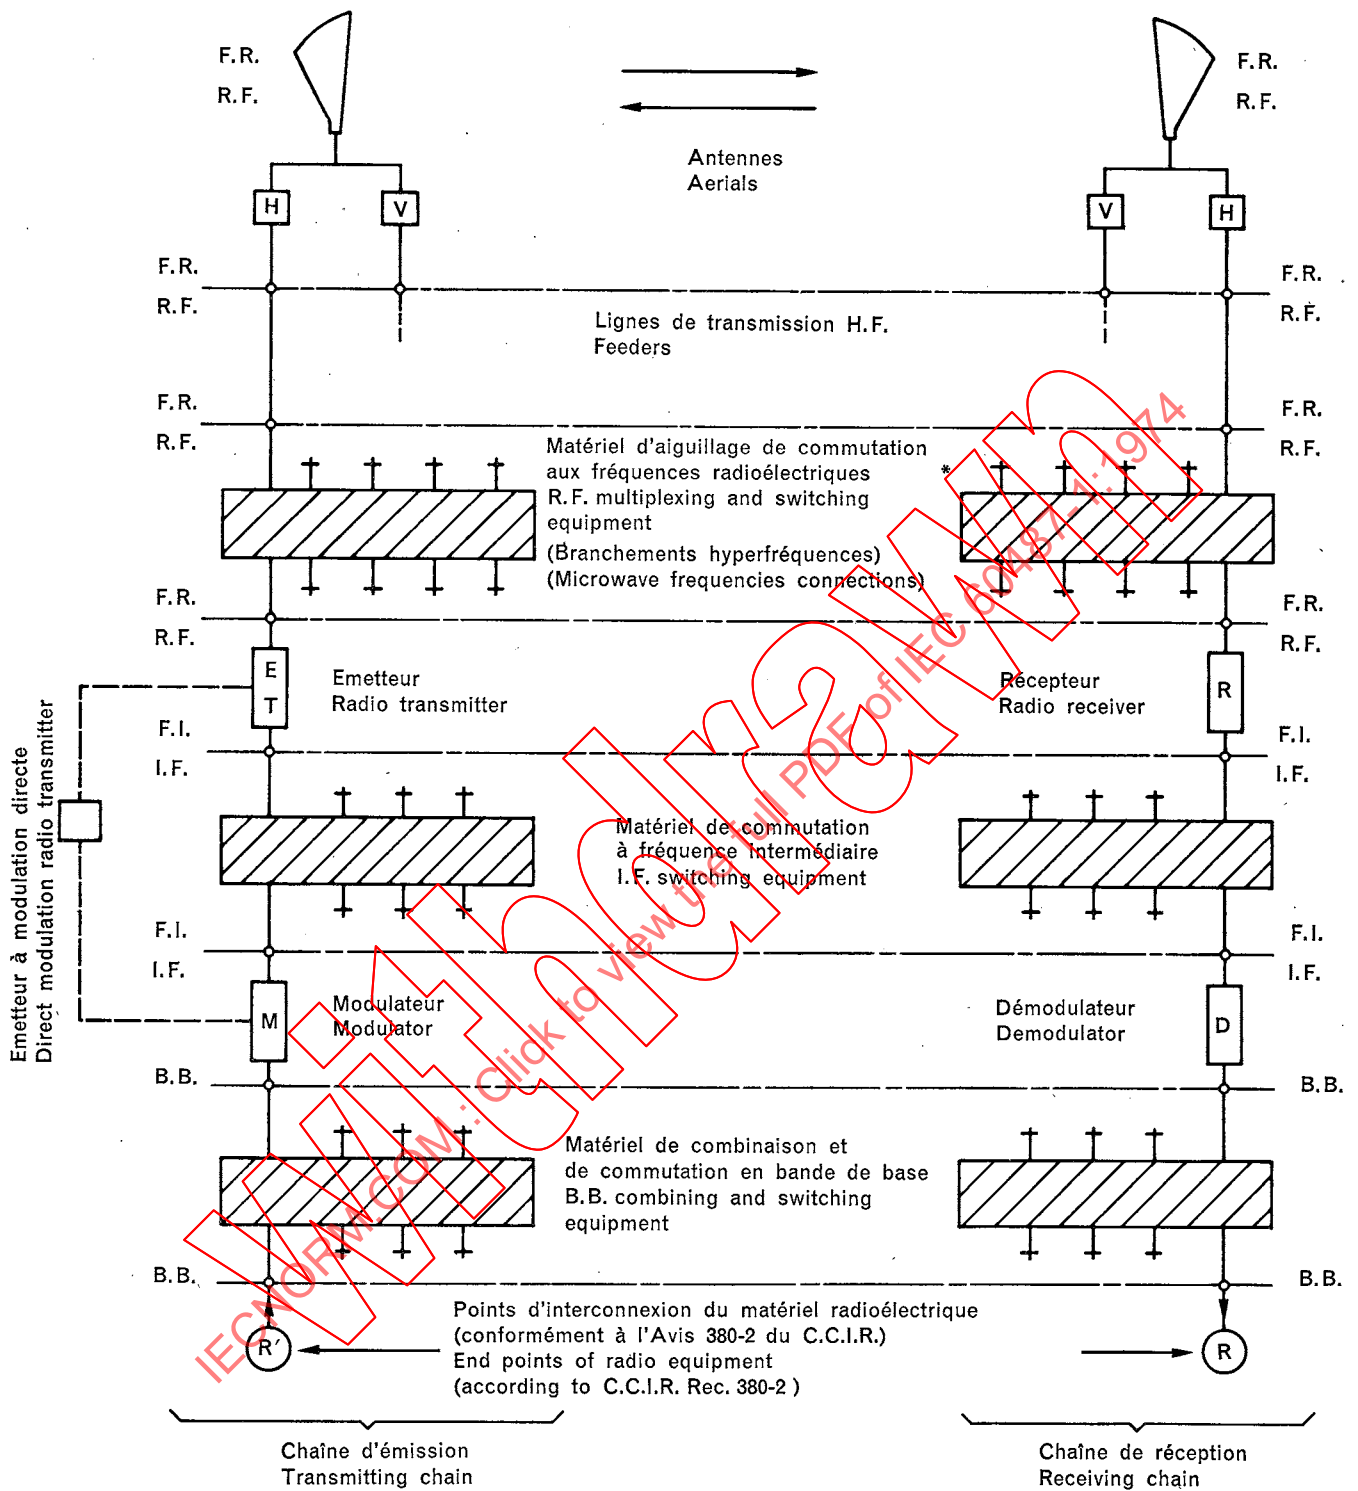 F.R.
R.F.
F.R.
R.F.
Antennes
Aerials
H
V
V
H
F.R.
R.F.
F.R.
R.F.
Lignes de transmission H.F.
Feeders
F.R.
R.F.
F.R.
R.F.
Matériel d'aiguillage de commutation
aux fréquences radioélectriques
R.F. multiplexing and switching
equipment
(Branchements hyperfréquences)
(Microwave frequencies connections)
*
F.R.
R.F.
F.R.
R.F.
E
T
Emetteur
Radio transmitter
Récepteur
Radio receiver
R
F.I.
I.F.
F.I.
I.F.
Emetteur à modulation directe
Direct modulation radio transmitter
Matériel de commutation
à fréquence intermédiaire
I.F. switching equipment
F.I.
I.F.
F.I.
I.F.
M
Modulateur
Modulator
Démodulateur
Demodulator
D
B.B.
B.B.
Matériel de combinaison et
de commutation en bande de base
B.B. combining and switching
equipment
B.B.
B.B.
R′
Points d'interconnexion du matériel radioélectrique
(conformément à l'Avis 380-2 du C.C.I.R.)
End points of radio equipment
(according to C.C.I.R. Rec. 380-2 )
R
Chaîne d'émission
Transmitting chain
Chaîne de réception
Receiving chain
Withdrawn
IECNORM.COM : Click to view the full PDF of IEC 60487-1:1974